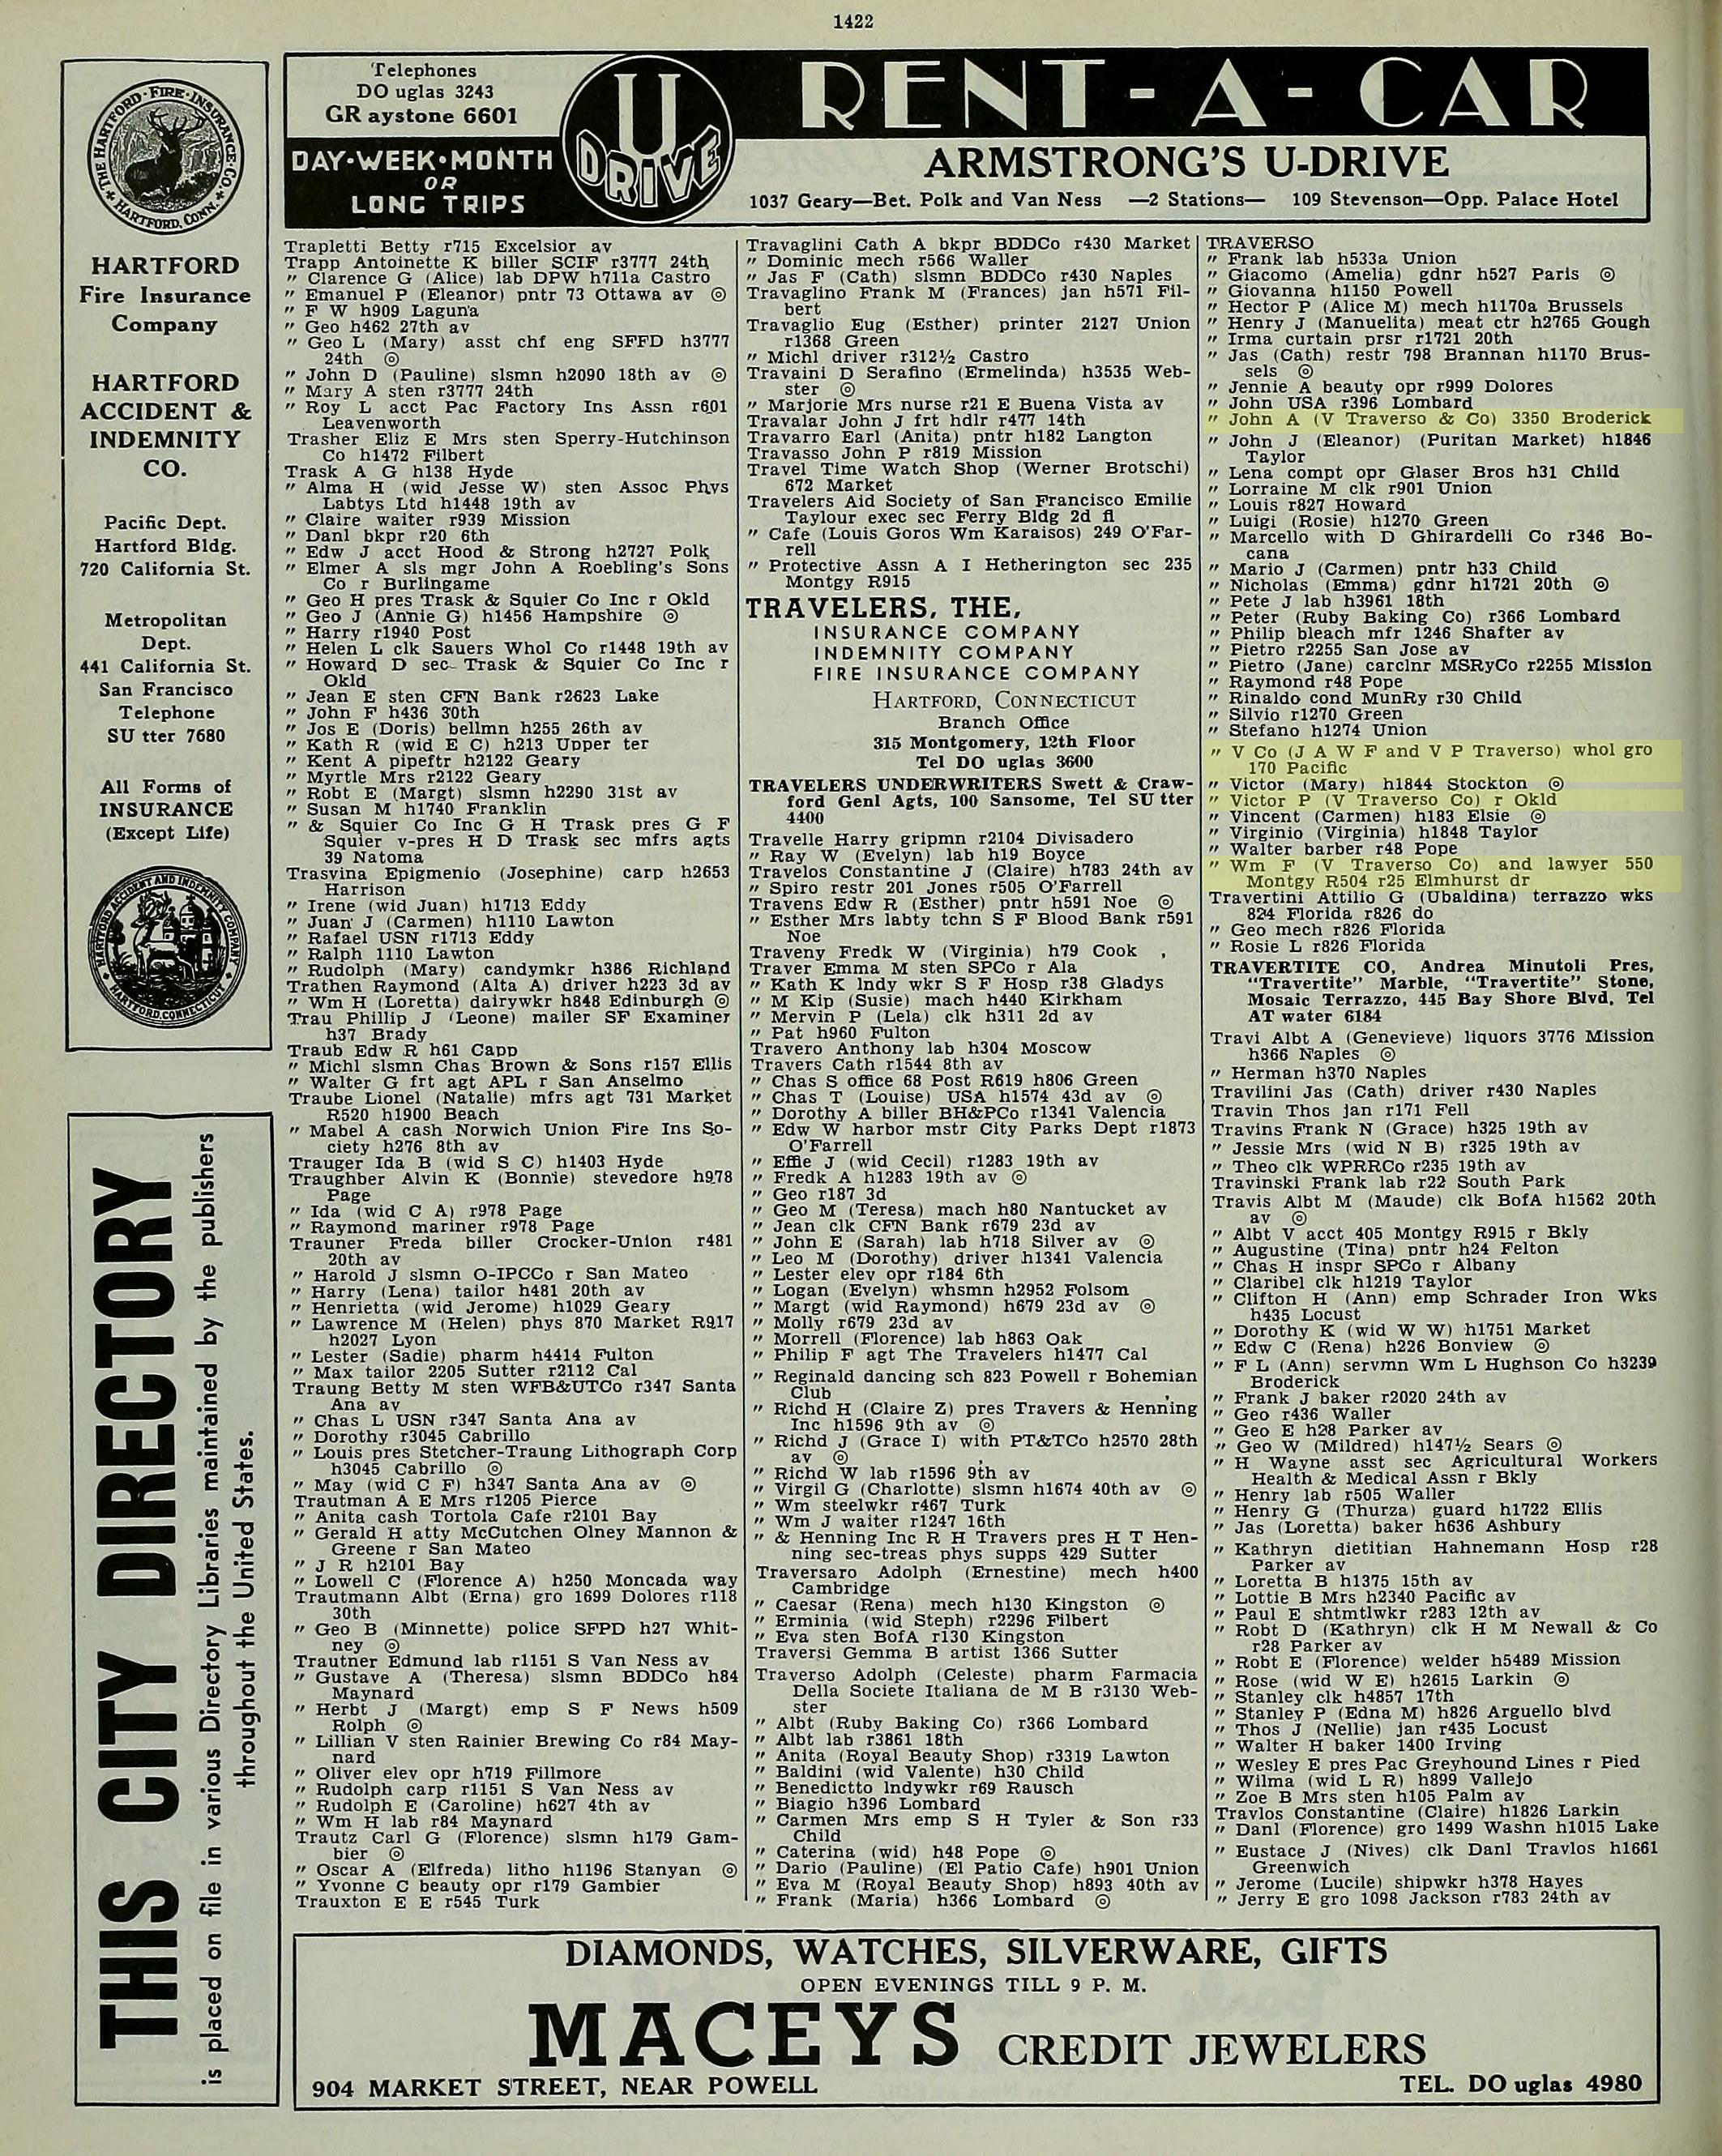 1422
THE HARTFORD·FIRE·INSURANCE·CO·
HARTFORD, CONN.
HARTFORD
Fire Insurance
Company
HARTFORD
ACCIDENT &
INDEMNITY
CO.
Pacific Dept.
Hartford Bldg.
720 California St.
Metropolitan
Dept.
441 California St.
San Francisco
Telephone
SU tter 7680
All Forms of
INSURANCE
(Except Life)
HARTFORD ACCIDENT AND INDEMNITY COMPANY
HARTFORD, CONNECTICUT
THIS CITY DIRECTORY
is placed on file in various Directory Libraries maintained by the publishers
throughout the United States.
Telephones
DO uglas 3243
GR aystone 6601
DAY·WEEK·MONTH
OR
LONG TRIPS
U
DRIVE
RENT-A-CAR
ARMSTRONG'S U-DRIVE
1037 Geary—Bet. Polk and Van Ness —2 Stations— 109 Stevenson—Opp. Palace Hotel
Trapletti Betty r715 Excelsior av
Trapp Antoinette K biller SCIF r3777 24th
" Clarence G (Alice) lab DPW h711a Castro
" Emanuel P (Eleanor) pntr 73 Ottawa av ◎
" F W h909 Laguna
" Geo h462 27th av
" Geo L (Mary) asst chf eng SFFD h3777
24th ◎
" John D (Pauline) slsmn h2090 18th av ◎
" Mary A sten r3777 24th
" Roy L acct Pac Factory Ins Assn r601
Leavenworth
Trasher Eliz E Mrs sten Sperry-Hutchinson
Co h1472 Filbert
Trask A G h138 Hyde
" Alma H (wid Jesse W) sten Assoc Phys
Labtys Ltd h1448 19th av
" Claire waiter r939 Mission
" Danl bkpr r20 6th
" Edw J acct Hood & Strong h2727 Polk
" Elmer A sls mgr John A Roebling's Sons
Co r Burlingame
" Geo H pres Trask & Squier Co Inc r Okld
" Geo J (Annie G) h1456 Hampshire ◎
" Harry r1940 Post
" Helen L clk Sauers Whol Co r1448 19th av
" Howard D sec Trask & Squier Co Inc r
Okld
" Jean E sten CFN Bank r2623 Lake
" John F h436 30th
" Jos E (Doris) bellmn h255 26th av
" Kath R (wid E C) h213 Upper ter
" Kent A pipeftr h2122 Geary
" Myrtle Mrs r2122 Geary
" Robt E (Margt) slsmn h2290 31st av
" Susan M h1740 Franklin
" & Squier Co Inc G H Trask pres G F
Squier v-pres H D Trask sec mfrs agts
39 Natoma
Trasvina Epigmenio (Josephine) carp h2653
Harrison
" Irene (wid Juan) h1713 Eddy
" Juan J (Carmen) h1110 Lawton
" Rafael USN r1713 Eddy
" Ralph 1110 Lawton
" Rudolph (Mary) candymkr h386 Richland
Trathen Raymond (Alta A) driver h223 3d av
" Wm H (Loretta) dairywkr h848 Edinburgh ◎
Trau Phillip J (Leone) mailer SF Examiner
h37 Brady
Traub Edw R h61 Capp
" Michl slsmn Chas Brown & Sons r157 Ellis
" Walter G frt agt APL r San Anselmo
Traube Lionel (Natalie) mfrs agt 731 Market
R520 h1900 Beach
" Mabel A cash Norwich Union Fire Ins So-
ciety h276 8th av
Trauger Ida B (wid S C) h1403 Hyde
Traughber Alvin K (Bonnie) stevedore h978
Page
" Ida (wid C A) r978 Page
" Raymond mariner r978 Page
Trauner Freda biller Crocker-Union r481
20th av
" Harold J slsmn O-IPCCo r San Mateo
" Harry (Lena) tailor h481 20th av
" Henrietta (wid Jerome) h1029 Geary
" Lawrence M (Helen) phys 870 Market R917
h2027 Lyon
" Lester (Sadie) pharm h4414 Fulton
" Max tailor 2205 Sutter r2112 Cal
Traung Betty M sten WFB&UTCo r347 Santa
Ana av
" Chas L USN r347 Santa Ana av
" Dorothy r3045 Cabrillo
" Louis pres Stetcher-Traung Lithograph Corp
h3045 Cabrillo ◎
" May (wid C F) h347 Santa Ana av ◎
Trautman A E Mrs r1205 Pierce
" Anita cash Tortola Cafe r2101 Bay
" Gerald H atty McCutchen Olney Mannon &
Greene r San Mateo
" J R h2101 Bay
" Lowell C (Florence A) h250 Moncada way
Trautmann Albt (Erna) gro 1699 Dolores r118
30th
" Geo B (Minnette) police SFPD h27 Whit-
ney ◎
Trautner Edmund lab r1151 S Van Ness av
" Gustave A (Theresa) slsmn BDDCo h84
Maynard
" Herbt J (Margt) emp S F News h509
Rolph ◎
" Lillian V sten Rainier Brewing Co r84 May-
nard
" Oliver elev opr h719 Fillmore
" Rudolph carp r1151 S Van Ness av
" Rudolph E (Caroline) h627 4th av
" Wm H lab r84 Maynard
Trautz Carl G (Florence) slsmn h179 Gam-
bier ◎
" Oscar A (Elfreda) litho h1196 Stanyan ◎
" Yvonne C beauty opr r179 Gambier
Trauxton E E r545 Turk
Travaglini Cath A bkpr BDDCo r430 Market
" Dominic mech r566 Waller
" Jas F (Cath) slsmn BDDCo r430 Naples
Travaglino Frank M (Frances) jan h571 Fil-
bert
Travaglio Eug (Esther) printer 2127 Union
r1368 Green
" Michl driver r312½ Castro
Travaini D Serafino (Ermelinda) h3535 Web-
ster ◎
" Marjorie Mrs nurse r21 E Buena Vista av
Travalar John J frt hdlr r477 14th
Travarro Earl (Anita) pntr h182 Langton
Travasso John P r819 Mission
Travel Time Watch Shop (Werner Brotschi)
672 Market
Travelers Aid Society of San Francisco Emilie
Taylour exec sec Ferry Bldg 2d fl
" Cafe (Louis Goros Wm Karaisos) 249 O'Far-
rell
" Protective Assn A I Hetherington sec 235
Montgy R915
TRAVELERS, THE,
INSURANCE COMPANY
INDEMNITY COMPANY
FIRE INSURANCE COMPANY
HARTFORD, CONNECTICUT
Branch Office
315 Montgomery, 12th Floor
Tel DO uglas 3600
TRAVELERS UNDERWRITERS Swett & Craw-
ford Genl Agts, 100 Sansome, Tel SU tter
4400
Travelle Harry gripmn r2104 Divisadero
" Ray W (Evelyn) lab h19 Boyce
Travelos Constantine J (Claire) h783 24th av
" Spiro restr 201 Jones r505 O'Farrell
Travens Edw R (Esther) pntr h591 Noe ◎
" Esther Mrs labty tchn S F Blood Bank r591
Noe
Traveny Fredk W (Virginia) h79 Cook
Traver Emma M sten SPCo r Ala
" Kath K lndy wkr S F Hosp r38 Gladys
" M Kip (Susie) mach h440 Kirkham
" Mervin P (Lela) clk h311 2d av
" Pat h960 Fulton
Travero Anthony lab h304 Moscow
Travers Cath r1544 8th av
" Chas S office 68 Post R619 h806 Green
" Chas T (Louise) USA h1574 43d av ◎
" Dorothy A biller BH&PCo r1341 Valencia
" Edw W harbor mstr City Parks Dept r1873
O'Farrell
" Effie J (wid Cecil) r1283 19th av
" Fredk A h1283 19th av ◎
" Geo r187 3d
" Geo M (Teresa) mach h80 Nantucket av
" Jean clk CFN Bank r679 23d av
" John E (Sarah) lab h718 Silver av ◎
" Leo M (Dorothy) driver h1341 Valencia
" Lester elev opr r184 6th
" Logan (Evelyn) whsmn h2952 Folsom
" Margt (wid Raymond) h679 23d av ◎
" Molly r679 23d av
" Morrell (Florence) lab h863 Oak
" Philip F agt The Travelers h1477 Cal
" Reginald dancing sch 823 Powell r Bohemian
Club
" Richd H (Claire Z) pres Travers & Henning
Inc h1596 9th av ◎
" Richd J (Grace I) with PT&TCo h2570 28th
av ◎
" Richd W lab r1596 9th av
" Virgil G (Charlotte) slsmn h1674 40th av ◎
" Wm steelwkr r467 Turk
" Wm J waiter r1247 16th
" & Henning Inc R H Travers pres H T Hen-
ning sec-treas phys supps 429 Sutter
Traversaro Adolph (Ernestine) mech h400
Cambridge
" Caesar (Rena) mech h130 Kingston ◎
" Erminia (wid Steph) r2296 Filbert
" Eva sten BofA r130 Kingston
Traversi Gemma B artist 1366 Sutter
Traverso Adolph (Celeste) pharm Farmacia
Della Societe Italiana de M B r3130 Web-
ster
" Albt (Ruby Baking Co) r366 Lombard
" Albt lab r3861 18th
" Anita (Royal Beauty Shop) r3319 Lawton
" Baldini (wid Valente) h30 Child
" Benedictto lndywkr r69 Rausch
" Biagio h396 Lombard
" Carmen Mrs emp S H Tyler & Son r33
Child
" Caterina (wid) h48 Pope ◎
" Dario (Pauline) (El Patio Cafe) h901 Union
" Eva M (Royal Beauty Shop) h893 40th av
" Frank (Maria) h366 Lombard ◎
TRAVERSO
" Frank lab h533a Union
" Giacomo (Amelia) gdnr h527 Paris ◎
" Giovanna h1150 Powell
" Hector P (Alice M) mech h1170a Brussels
" Henry J (Manuelita) meat ctr h2765 Gough
" Irma curtain prsr r1721 20th
" Jas (Cath) restr 798 Brannan h1170 Brus-
sels ◎
" Jennie A beauty opr r999 Dolores
" John USA r396 Lombard
" John A (V Traverso & Co) 3350 Broderick
" John J (Eleanor) (Puritan Market) h1846
Taylor
" Lena compt opr Glaser Bros h31 Child
" Lorraine M clk r901 Union
" Louis r827 Howard
" Luigi (Rosie) h1270 Green
" Marcello with D Ghirardelli Co r346 Bo-
cana
" Mario J (Carmen) pntr h33 Child
" Nicholas (Emma) gdnr h1721 20th ◎
" Pete J lab h3961 18th
" Peter (Ruby Baking Co) r366 Lombard
" Philip bleach mfr 1246 Shafter av
" Pietro r2255 San Jose av
" Pietro (Jane) carclnr MSRyCo r2255 Mission
" Raymond r48 Pope
" Rinaldo cond MunRy r30 Child
" Silvio r1270 Green
" Stefano h1274 Union
" V Co (J A W F and V P Traverso) whol gro
170 Pacific
" Victor (Mary) h1844 Stockton ◎
" Victor P (V Traverso Co) r Okld
" Vincent (Carmen) h183 Elsie ◎
" Virginio (Virginia) h1848 Taylor
" Walter barber r48 Pope
" Wm F (V Traverso Co) and lawyer 550
Montgy R504 r25 Elmhurst dr
Travertini Attilio G (Ubaldina) terrazzo wks
824 Florida r826 do
" Geo mech r826 Florida
" Rosie L r826 Florida
TRAVERTITE CO, Andrea Minutoli Pres,
"Travertite" Marble, "Travertite" Stone,
Mosaic Terrazzo, 445 Bay Shore Blvd, Tel
AT water 6184
Travi Albt A (Genevieve) liquors 3776 Mission
h366 Naples ◎
" Herman h370 Naples
Travilini Jas (Cath) driver r430 Naples
Travin Thos jan r171 Fell
Travins Frank N (Grace) h325 19th av
" Jessie Mrs (wid N B) r325 19th av
" Theo clk WPRRCo r235 19th av
Travinski Frank lab r22 South Park
Travis Albt M (Maude) clk BofA h1562 20th
av ◎
" Albt V acct 405 Montgy R915 r Bkly
" Augustine (Tina) pntr h24 Felton
" Chas H inspr SPCo r Albany
" Claribel clk h1219 Taylor
" Clifton H (Ann) emp Schrader Iron Wks
h435 Locust
" Dorothy K (wid W W) h1751 Market
" Edw C (Rena) h226 Bonview ◎
" F L (Ann) servmn Wm L Hughson Co h3239
Broderick
" Frank J baker r2020 24th av
" Geo r436 Waller
" Geo E h28 Parker av
" Geo W (Mildred) h147½ Sears ◎
" H Wayne asst sec Agricultural Workers
Health & Medical Assn r Bkly
" Henry lab r505 Waller
" Henry G (Thurza) guard h1722 Ellis
" Jas (Loretta) baker h636 Ashbury
" Kathryn dietitian Hahnemann Hosp r28
Parker av
" Loretta B h1375 15th av
" Lottie B Mrs h2340 Pacific av
" Paul E shtmtlwkr r283 12th av
" Robt D (Kathryn) clk H M Newall & Co
r28 Parker av
" Robt E (Florence) welder h5489 Mission
" Rose (wid W E) h2615 Larkin ◎
" Stanley clk h4857 17th
" Stanley P (Edna M) h826 Arguello blvd
" Thos J (Nellie) jan r435 Locust
" Walter H baker 1400 Irving
" Wesley E pres Pac Greyhound Lines r Pied
" Wilma (wid L R) h899 Vallejo
" Zoe B Mrs sten h105 Palm av
Travlos Constantine (Claire) h1826 Larkin
" Danl (Florence) gro 1499 Washn h1015 Lake
" Eustace J (Nives) clk Danl Travlos h1661
Greenwich
" Jerome (Lucile) shipwkr h378 Hayes
" Jerry E gro 1098 Jackson r783 24th av
DIAMONDS, WATCHES, SILVERWARE, GIFTS
OPEN EVENINGS TILL 9 P. M.
MACEYS CREDIT JEWELERS
904 MARKET STREET, NEAR POWELL TEL. DO uglas 4980